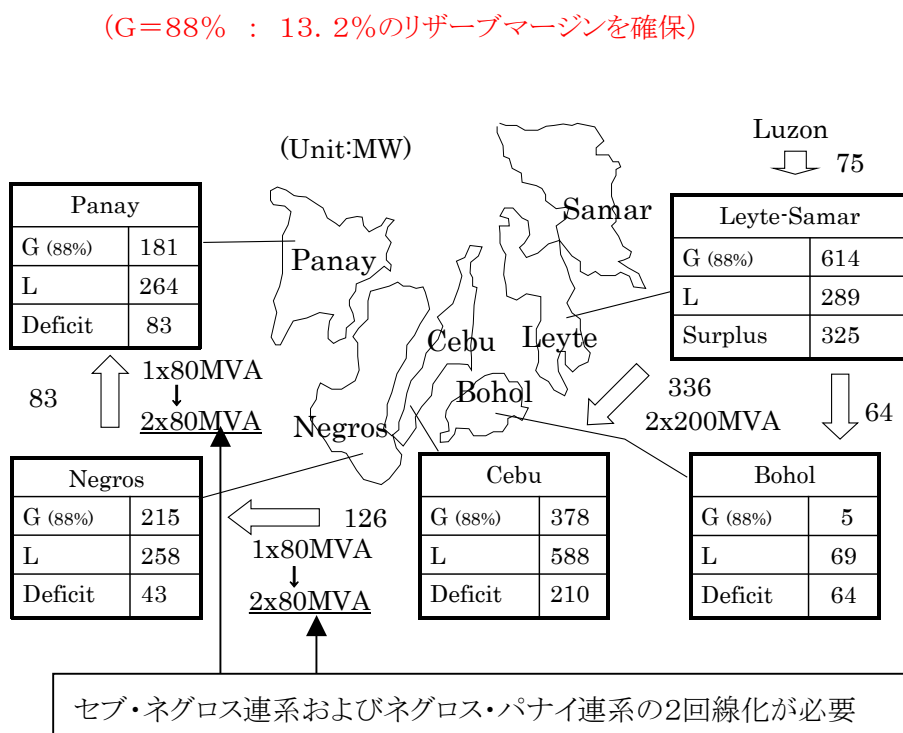 (G＝88％ ： 13．2％のリザーブマージンを確保)
(Unit:MW)
Luzon
75
Panay
G (88%) 181
L 264
Deficit 83
Samar
Panay
Cebu
Leyte
Bohol
Negros
Leyte-Samar
G (88%) 614
L 289
Surplus 325
83
1x80MVA
↓
2x80MVA
336
2x200MVA
64
Negros
G (88%) 215
L 258
Deficit 43
126
1x80MVA
↓
2x80MVA
Cebu
G (88%) 378
L 588
Deficit 210
Bohol
G (88%) 5
L 69
Deficit 64
セブ・ネグロス連系およびネグロス・パナイ連系の2回線化が必要